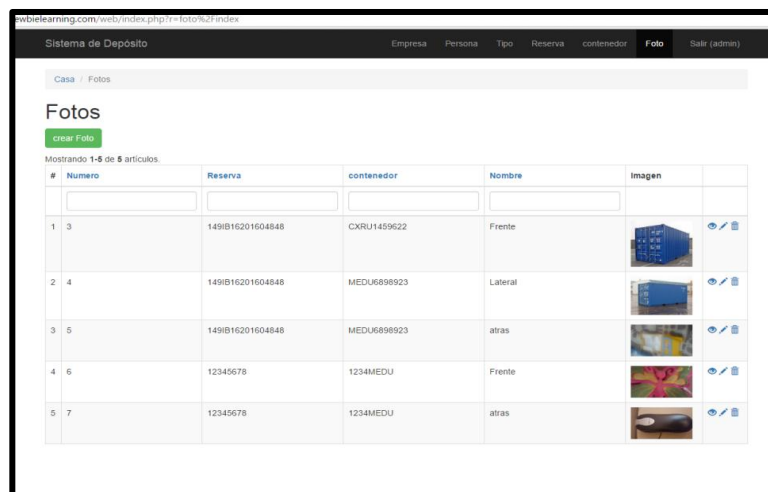 ewbielearning.com/web/index.php?r=foto%2Findex
Sistema de Depósito Empresa Persona Tipo Reserva contenedor Foto Salir (admin)
Casa / Fotos
Fotos
crear Foto
Mostrando 1-5 de 5 artículos.
# Numero Reserva contenedor Nombre Imagen
1 3 149IB16201604848 CXRU1459622 Frente
2 4 149IB16201604848 MEDU6898923 Lateral
3 5 149IB16201604848 MEDU6898923 atras
4 6 12345678 1234MEDU Frente
5 7 12345678 1234MEDU atras